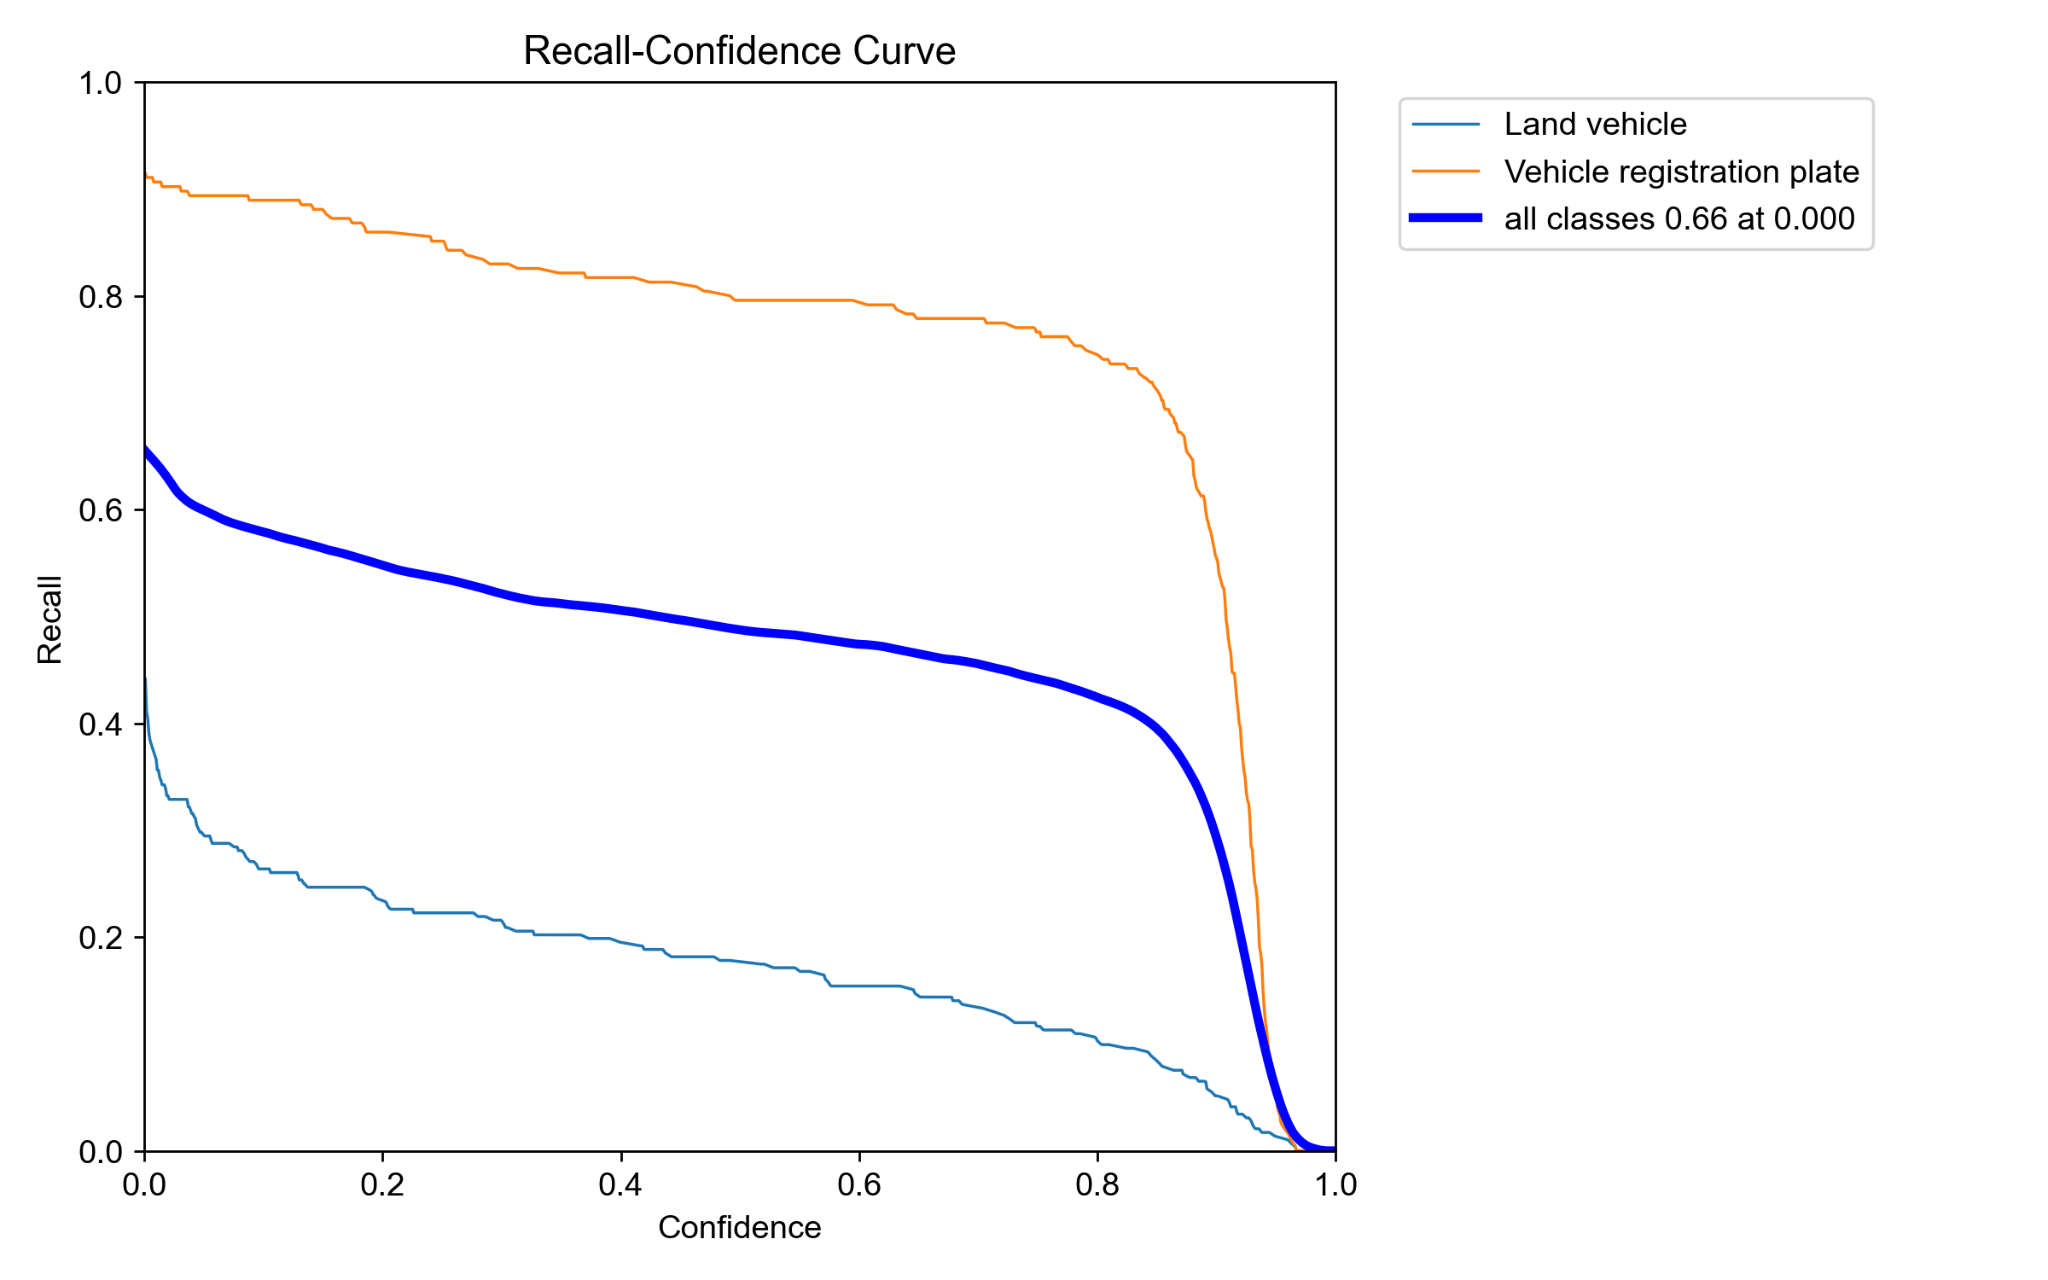 Recall-Confidence Curve
1.0
0.8
0.6
0.4
0.2
0.0
Recall
0.0 0.2 0.4 0.6 0.8 1.0
Confidence
Land vehicle
Vehicle registration plate
all classes 0.66 at 0.000